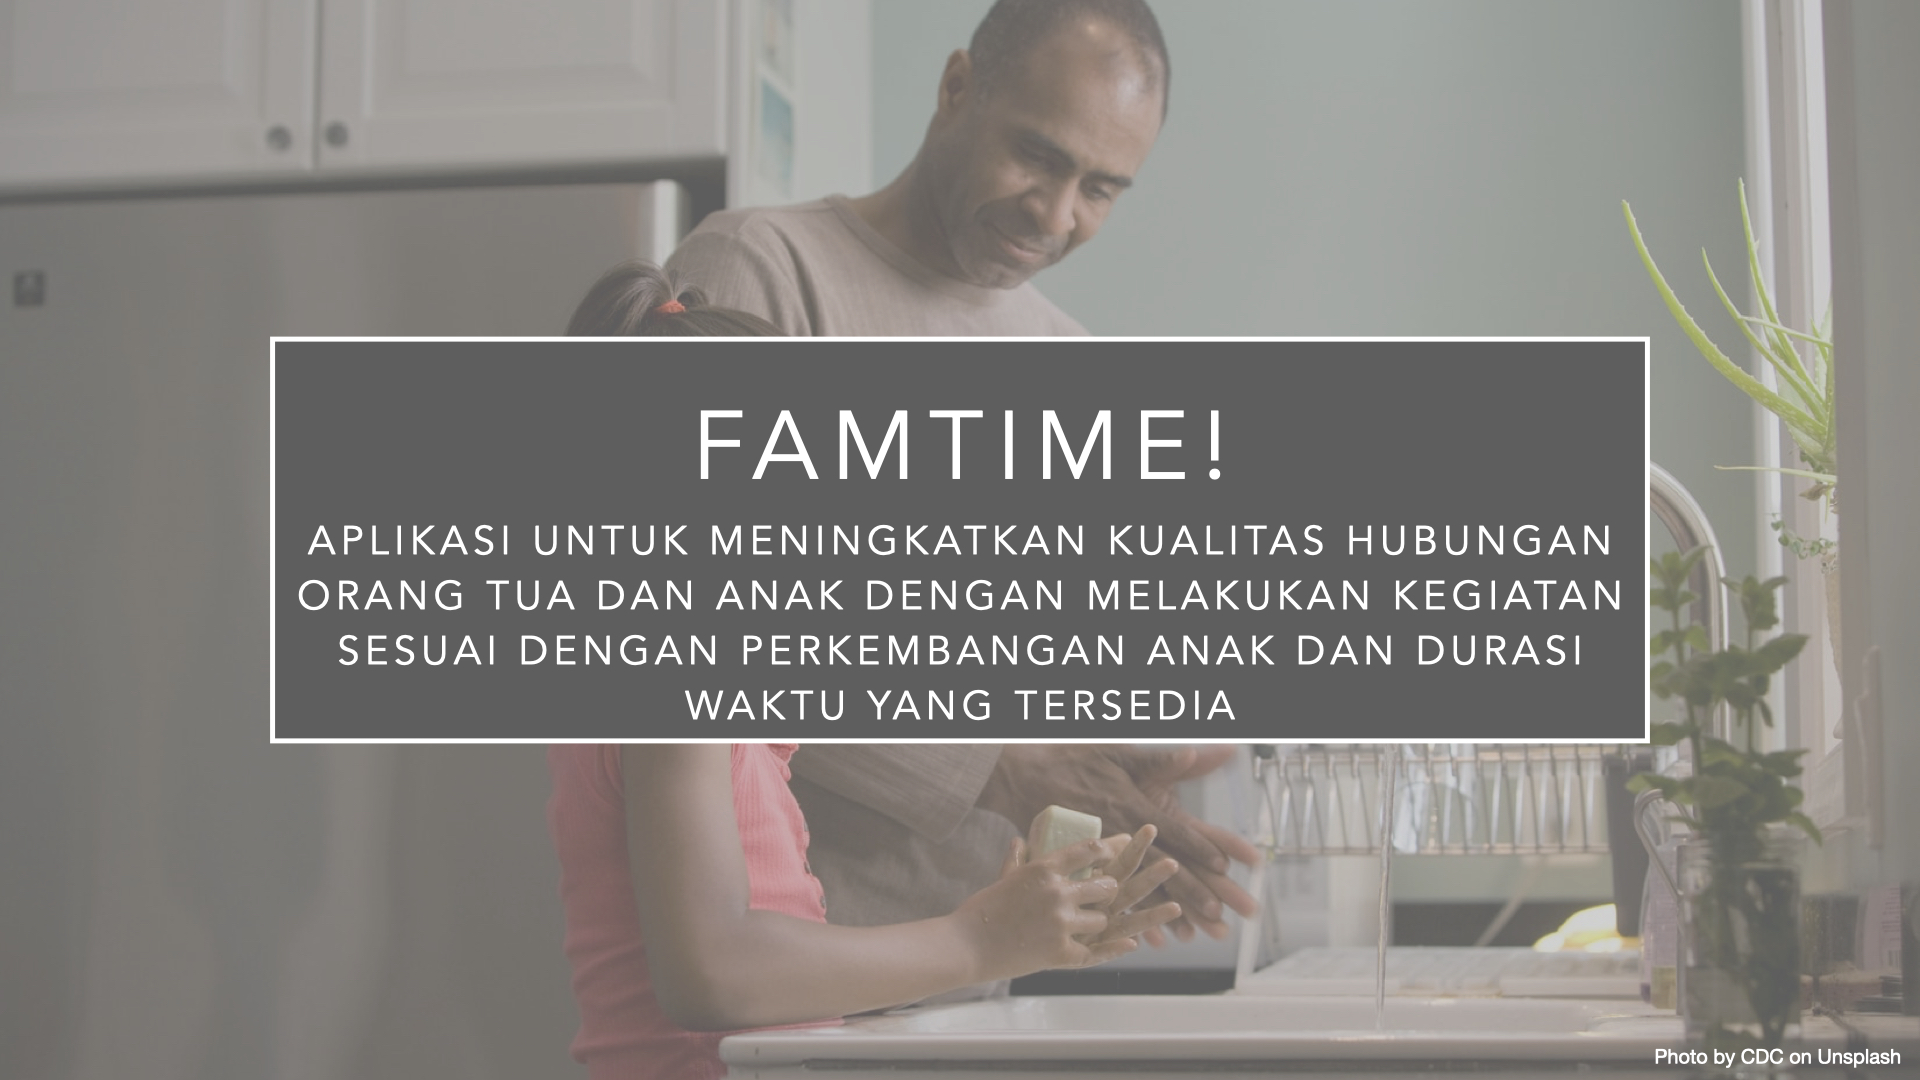 FAMTIME!
APLIKASI UNTUK MENINGKATKAN KUALITAS HUBUNGAN
ORANG TUA DAN ANAK DENGAN MELAKUKAN KEGIATAN
SESUAI DENGAN PERKEMBANGAN ANAK DAN DURASI
WAKTU YANG TERSEDIA
Photo by CDC on Unsplash